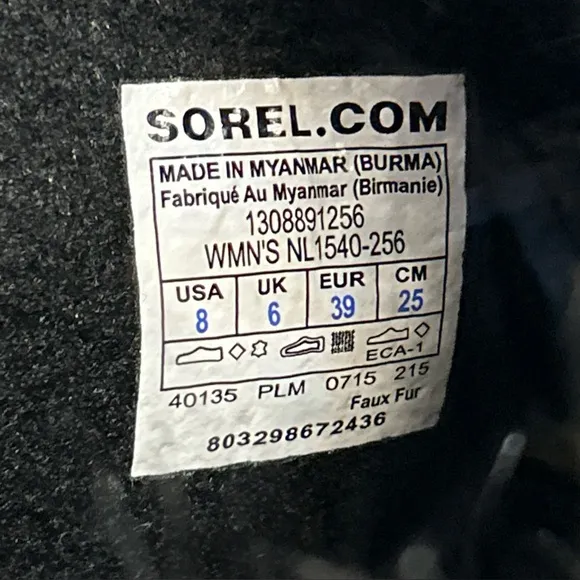 SOREL.COM
MADE IN MYANMAR (BURMA)
Fabriqué Au Myanmar (Birmanie)
1308891256
WMN'S NL1540-256
USA UK EUR CM
8 6 39 25
ECA-1
40135 PLM 0715 215
Faux Fur
803298672436